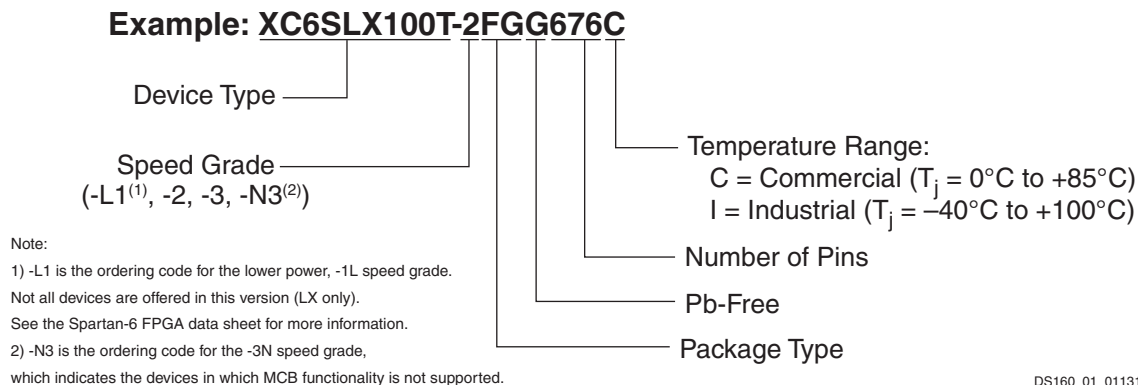 Example: XC6SLX100T-2FGG676C
Device Type
Speed Grade
(-L1(1), -2, -3, -N3(2))
Temperature Range:
C = Commercial (Tj = 0°C to +85°C)
I = Industrial (Tj = –40°C to +100°C)
Number of Pins
Pb-Free
Package Type
Note:
1) -L1 is the ordering code for the lower power, -1L speed grade.
Not all devices are offered in this version (LX only).
See the Spartan-6 FPGA data sheet for more information.
2) -N3 is the ordering code for the -3N speed grade,
which indicates the devices in which MCB functionality is not supported.